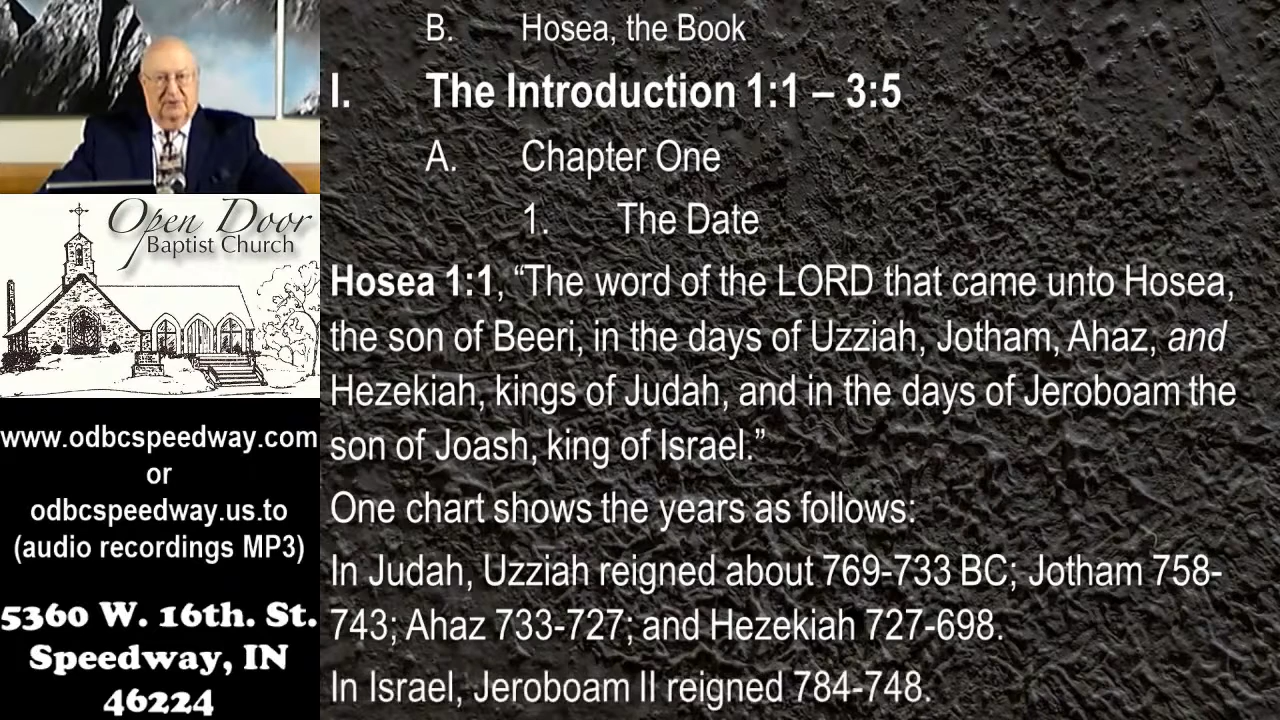 B. Hosea, the Book
I. The Introduction 1:1 – 3:5
A. Chapter One
1. The Date
Hosea 1:1, “The word of the LORD that came unto Hosea,
the son of Beeri, in the days of Uzziah, Jotham, Ahaz, and
Hezekiah, kings of Judah, and in the days of Jeroboam the
son of Joash, king of Israel.”
One chart shows the years as follows:
In Judah, Uzziah reigned about 769-733 BC; Jotham 758-
743; Ahaz 733-727; and Hezekiah 727-698.
In Israel, Jeroboam II reigned 784-748.
Open Door
Baptist Church
www.odbcspeedway.com
or
odbcspeedway.us.to
(audio recordings MP3)
5360 W. 16th. St.
Speedway, IN
46224